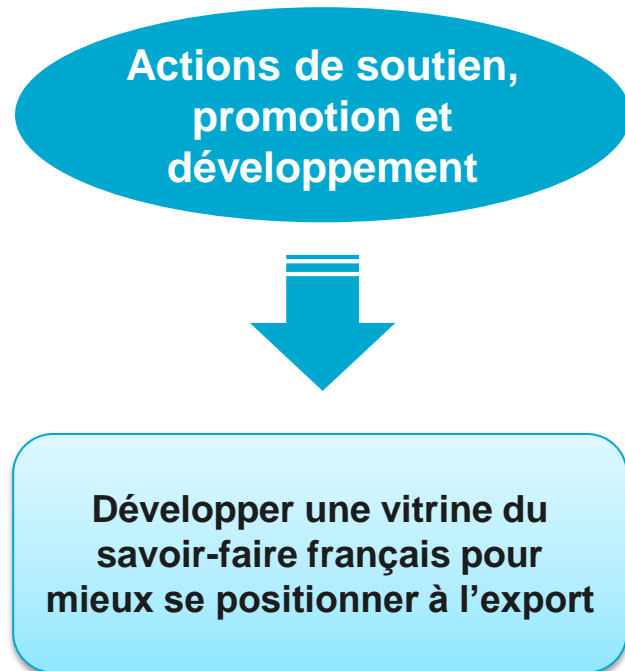 Actions de soutien,
promotion et
développement
Développer une vitrine du
savoir-faire français pour
mieux se positionner à l’export